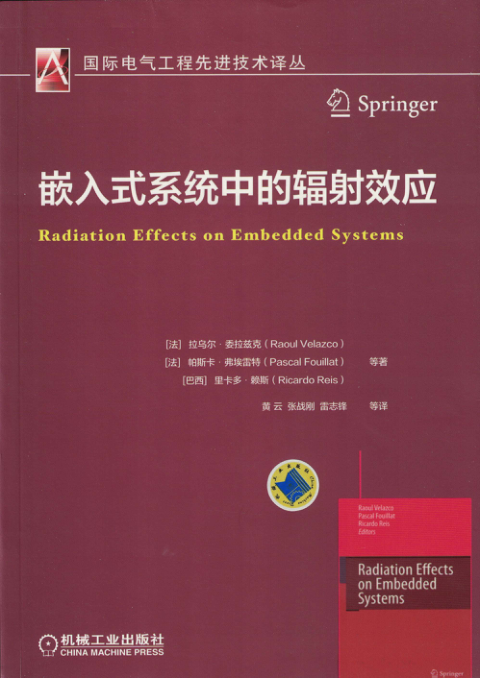 国际电气工程先进技术译丛
Springer
嵌入式系统中的辐射效应
Radiation Effects on Embedded Systems
[法] 拉乌尔·委拉兹克（Raoul Velazco）
[法] 帕斯卡·弗埃雷特（Pascal Fouillat） 等著
[巴西] 里卡多·赖斯（Ricardo Reis）
黄云 张战刚 雷志锋 等译
Raoul Velazco
Pascal Fouillat
Ricardo Reis
Editors
Radiation Effects
on Embedded
Systems
Springer
机械工业出版社
CHINA MACHINE PRESS